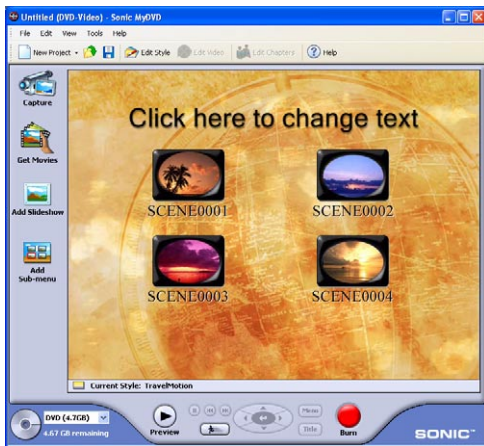 Untitled (DVD-Video) - Sonic MyDVD
File Edit View Tools Help
New Project Edit Style Edit Video Edit Chapters Help
Capture
Get Movies
Add Slideshow
Add
Sub-menu
Click here to change text
SCENE0001 SCENE0002
SCENE0003 SCENE0004
Current Style: TravelMotion
DVD (4.7GB)
4.67 GB remaining
Preview
Menu
Title
Burn
SONIC